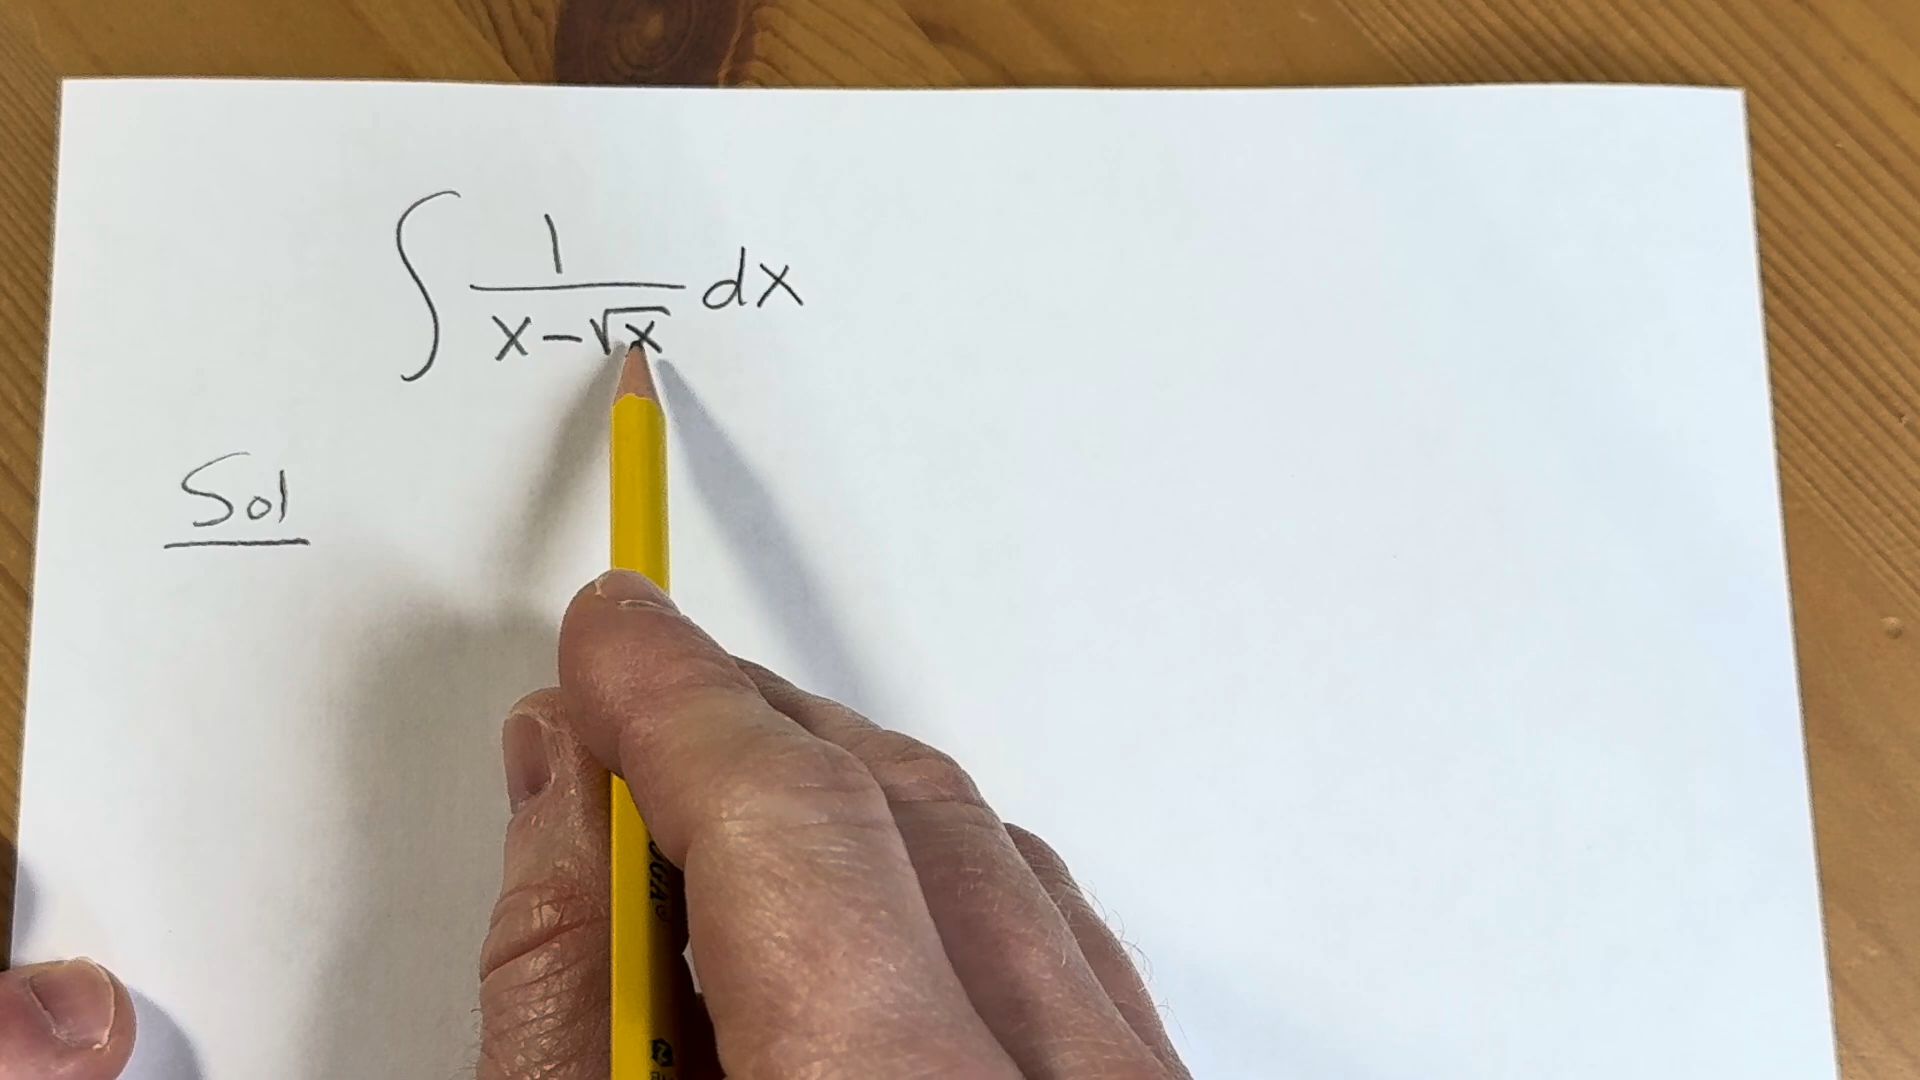 ∫ 1/(x-√x) dx
Sol